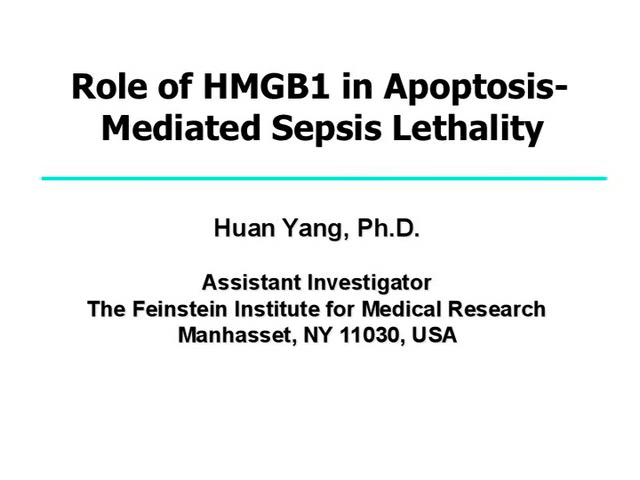 Role of HMGB1 in Apoptosis-
Mediated Sepsis Lethality
Huan Yang, Ph.D.
Assistant Investigator
The Feinstein Institute for Medical Research
Manhasset, NY 11030, USA